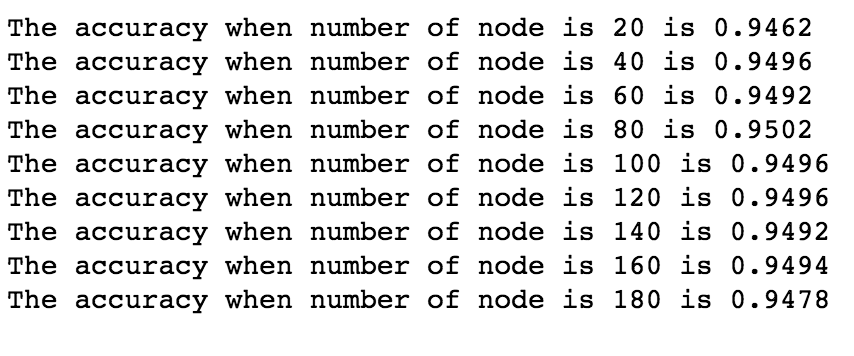 The accuracy when number of node is 20 is 0.9462
The accuracy when number of node is 40 is 0.9496
The accuracy when number of node is 60 is 0.9492
The accuracy when number of node is 80 is 0.9502
The accuracy when number of node is 100 is 0.9496
The accuracy when number of node is 120 is 0.9496
The accuracy when number of node is 140 is 0.9492
The accuracy when number of node is 160 is 0.9494
The accuracy when number of node is 180 is 0.9478